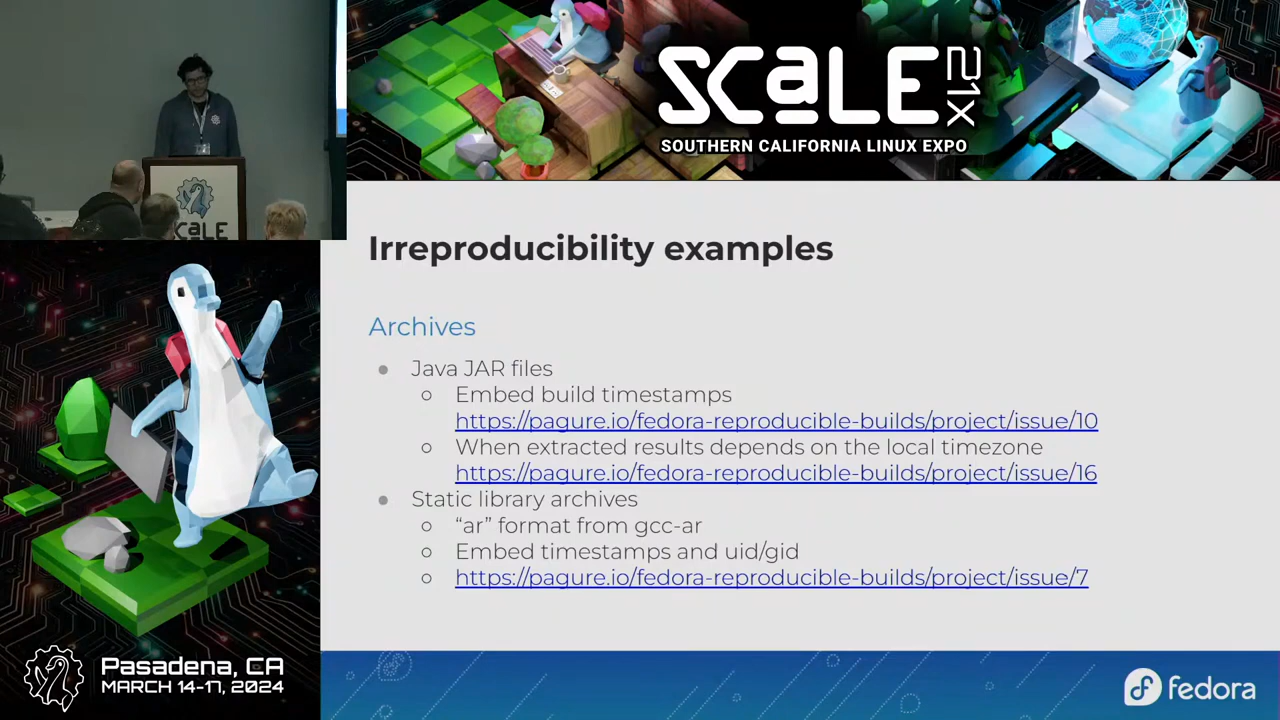 SCaLE 21x
SOUTHERN CALIFORNIA LINUX EXPO
SCaLE
Irreproducibility examples
Archives
Java JAR files
Embed build timestamps
https://pagure.io/fedora-reproducible-builds/project/issue/10
When extracted results depends on the local timezone
https://pagure.io/fedora-reproducible-builds/project/issue/16
Static library archives
“ar” format from gcc-ar
Embed timestamps and uid/gid
https://pagure.io/fedora-reproducible-builds/project/issue/7
Pasadena, CA
MARCH 14-17, 2024
fedora